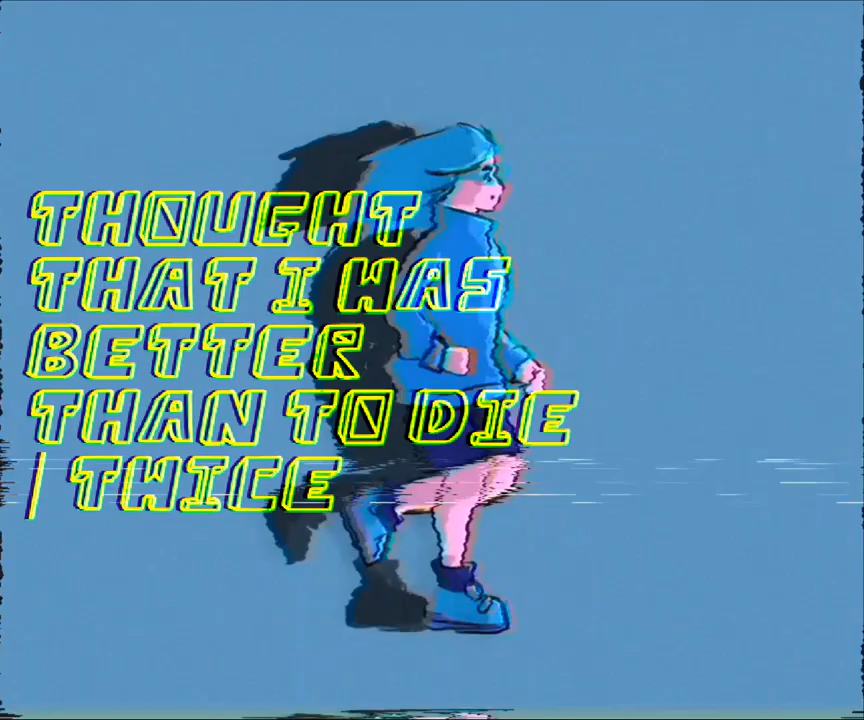 THOUGHT
THAT I WAS
BETTER
THAN TO DIE
| TWICE